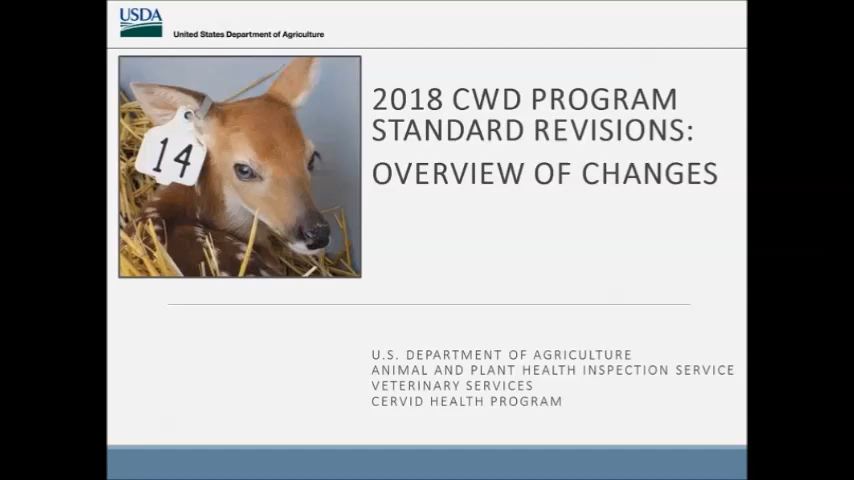 USDA
United States Department of Agriculture
14
2018 CWD PROGRAM
STANDARD REVISIONS:
OVERVIEW OF CHANGES
U.S. DEPARTMENT OF AGRICULTURE
ANIMAL AND PLANT HEALTH INSPECTION SERVICE
VETERINARY SERVICES
CERVID HEALTH PROGRAM